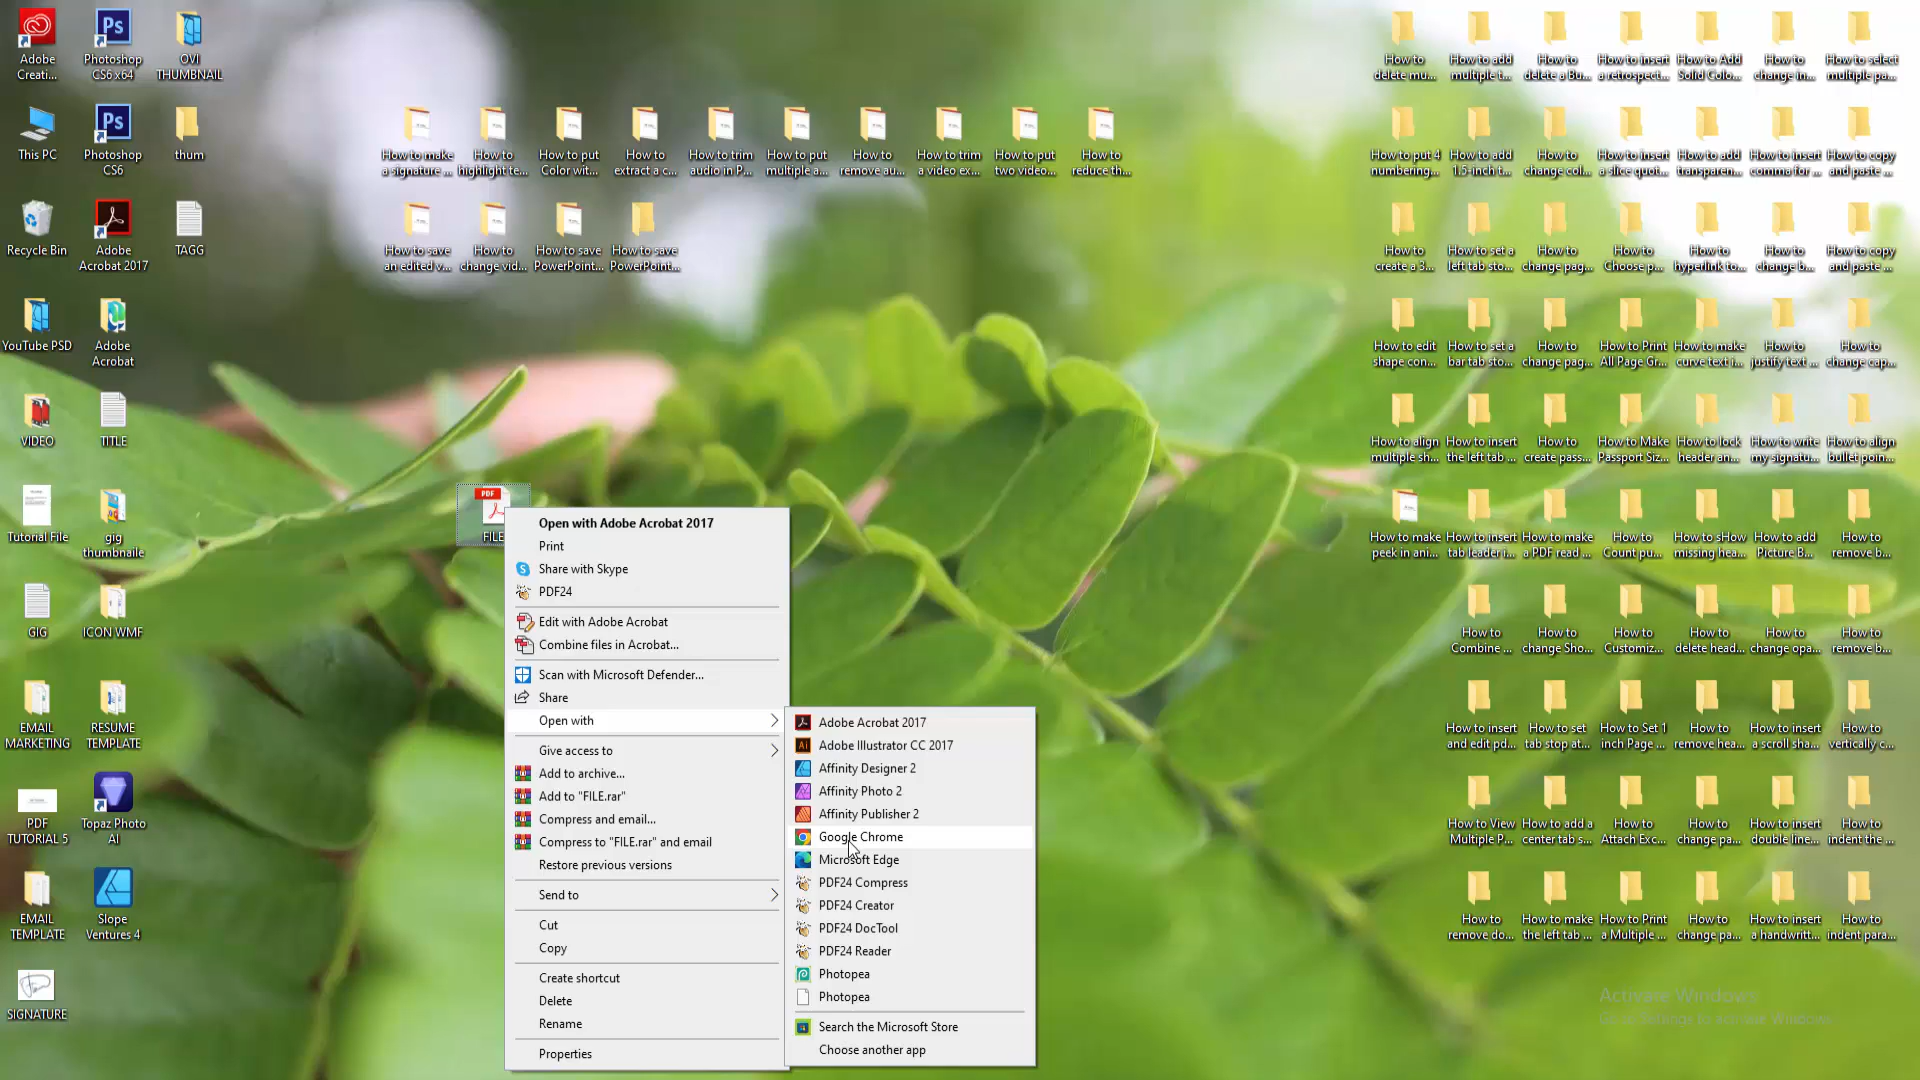 Adobe
Creati...
Photoshop
CS6 x64
OVI
THUMBNAIL
This PC
Photoshop
CS6
thum
Recycle Bin
Adobe
Acrobat 2017
TAGG
YouTube PSD
Adobe
Acrobat
VIDEO
TITLE
Tutorial File
gig
thumbnaile
GIG
ICON WMF
EMAIL
MARKETING
RESUME
TEMPLATE
PDF
TUTORIAL 5
Topaz Photo
AI
EMAIL
TEMPLATE
Slope
Ventures 4
SIGNATURE
How to make
a signature ...
How to
highlight te...
How to put
Color wit...
How to
extract a c...
How to trim
audio in P...
How to put
multiple a...
How to
remove au...
How to trim
a video ex...
How to put
two video...
How to
reduce th...
How to save
an edited v...
How to
change vid...
How to save
PowerPoint...
How to save
PowerPoint...
PDF
FILE
Open with Adobe Acrobat 2017
Print
Share with Skype
PDF24
Edit with Adobe Acrobat
Combine files in Acrobat...
Scan with Microsoft Defender...
Share
Open with
Give access to
Add to archive...
Add to "FILE.rar"
Compress and email...
Compress to "FILE.rar" and email
Restore previous versions
Send to
Cut
Copy
Create shortcut
Delete
Rename
Properties
Adobe Acrobat 2017
Adobe Illustrator CC 2017
Affinity Designer 2
Affinity Photo 2
Affinity Publisher 2
Google Chrome
Microsoft Edge
PDF24 Compress
PDF24 Creator
PDF24 DocTool
PDF24 Reader
Photopea
Photopea
Search the Microsoft Store
Choose another app
How to
delete mu...
How to add
multiple t...
How to
delete a Bu...
How to insert
a retrospect...
How to Add
Solid Colo...
How to
change in...
How to select
multiple pa...
How to put 4
numbering...
How to add
1.5-inch t...
How to
change col...
How to insert
a slice quot...
How to add
transparen...
How to insert
comma for ...
How to copy
and paste ...
How to
create a 3...
How to set a
left tab sto...
How to
change pag...
How to
Choose p...
How to
hyperlink to...
How to
change b...
How to copy
and paste ...
How to edit
shape con...
How to set a
bar tab sto...
How to
change pag...
How to Print
All Page Gr...
How to make
curve text i...
How to
justify text ...
How to
change cap...
How to align
multiple sh...
How to insert
the left tab ...
How to
create pass...
How to Make
Passport Siz...
How to lock
header an...
How to write
my signatu...
How to align
bullet poin...
How to make
peek in ani...
How to insert
tab leader i...
How to make
a PDF read ...
How to
Count pu...
How to sHow
missing hea...
How to add
Picture B...
How to
remove b...
How to
Combine ...
How to
change Sho...
How to
Customiz...
How to
delete head...
How to
change opa...
How to
remove b...
How to insert
and edit pd...
How to set
tab stop at...
How to Set 1
inch Page ...
How to
remove hea...
How to insert
a scroll sha...
How to
vertically c...
How to View
Multiple P...
How to add a
center tab s...
How to
Attach Exc...
How to
change pa...
How to insert
double line...
How to
indent the ...
How to
remove do...
How to make
the left tab ...
How to Print
a Multiple ...
How to
change pa...
How to insert
a handwritt...
How to
indent para...
Activate Windows
Go to Settings to activate Windows.